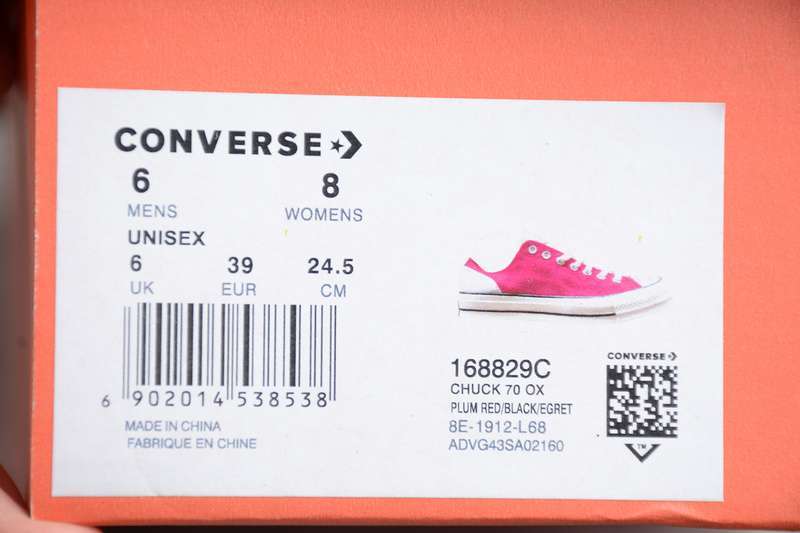 CONVERSE
6 8
MENS WOMENS
UNISEX
6 39 24.5
UK EUR CM
6 902014 538538
MADE IN CHINA
FABRIQUE EN CHINE
168829C
CHUCK 70 OX
PLUM RED/BLACK/EGRET
8E-1912-L68
ADVG43SA02160
CONVERSE
TM